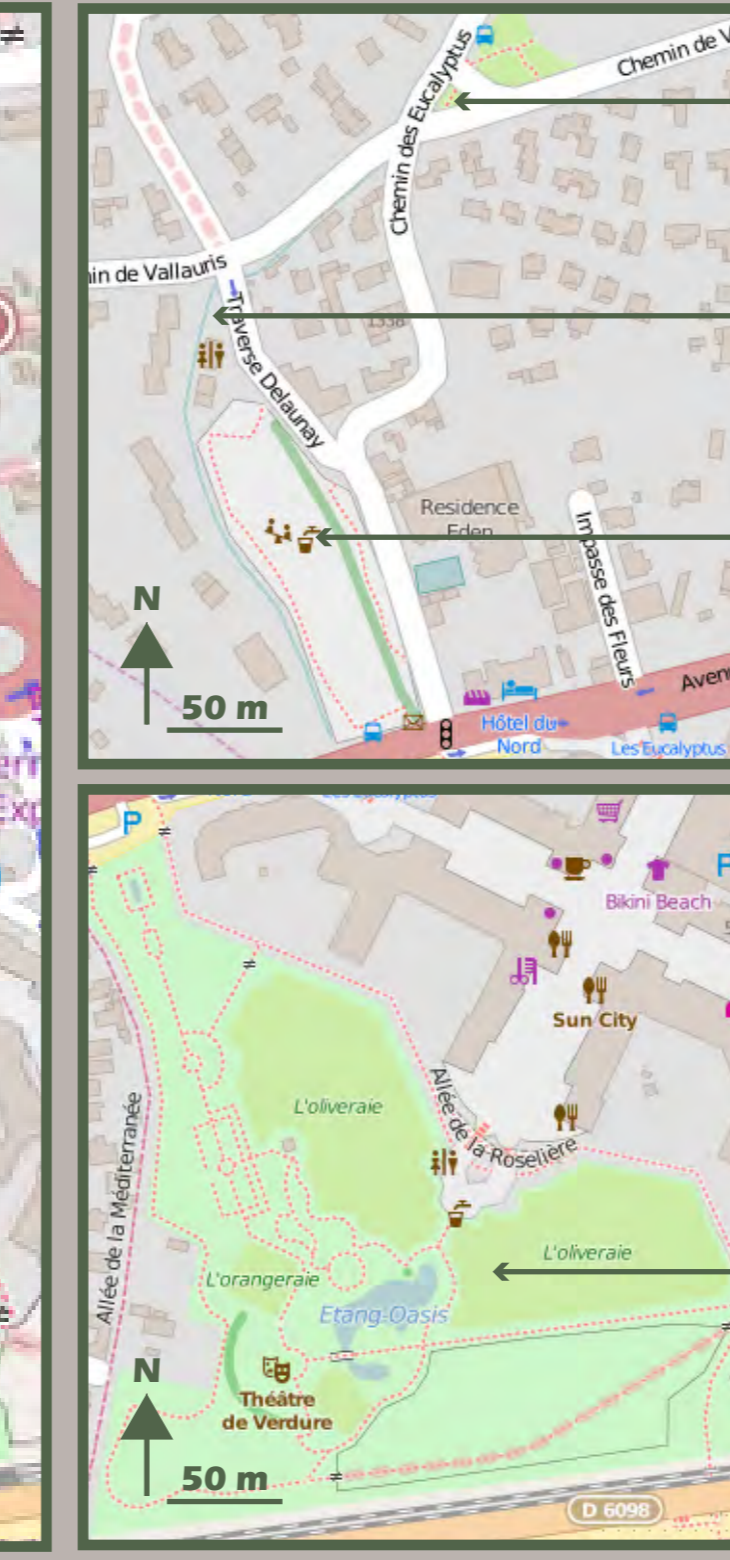 Chemin de V
Chemin des Eucalyptus
in de Vallauris
Traverse Delaunay
1338
Residence
Eden
Impasse des Fleurs
N
50 m
Aven
Hôtel du
Nord
Les Eucalyptus
P
Bikini Beach
Sun City
L'oliveraie
Allée de la Roselière
Allée de la Méditerranée
L'oliveraie
L'orangeraie
Etang-Oasis
N
Théâtre
de Verdure
50 m
D 6098